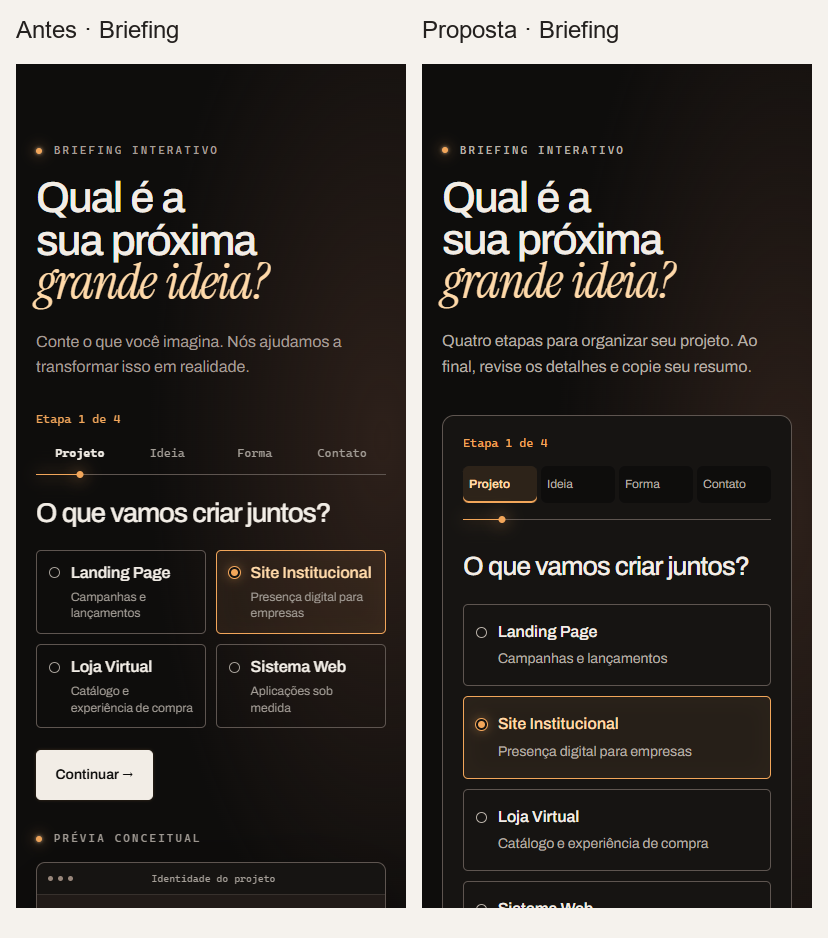 Antes · Briefing
BRIEFING INTERATIVO
Qual é a
sua próxima
grande ideia?
Conte o que você imagina. Nós ajudamos a
transformar isso em realidade.
Etapa 1 de 4
Projeto Ideia Forma Contato
O que vamos criar juntos?
Landing Page
Campanhas e
lançamentos
Site Institucional
Presença digital para
empresas
Loja Virtual
Catálogo e
experiência de compra
Sistema Web
Aplicações sob
medida
Continuar →
PRÉVIA CONCEITUAL
Identidade do projeto
Proposta · Briefing
BRIEFING INTERATIVO
Qual é a
sua próxima
grande ideia?
Quatro etapas para organizar seu projeto. Ao
final, revise os detalhes e copie seu resumo.
Etapa 1 de 4
Projeto Ideia Forma Contato
O que vamos criar juntos?
Landing Page
Campanhas e lançamentos
Site Institucional
Presença digital para empresas
Loja Virtual
Catálogo e experiência de compra
Sistema Web